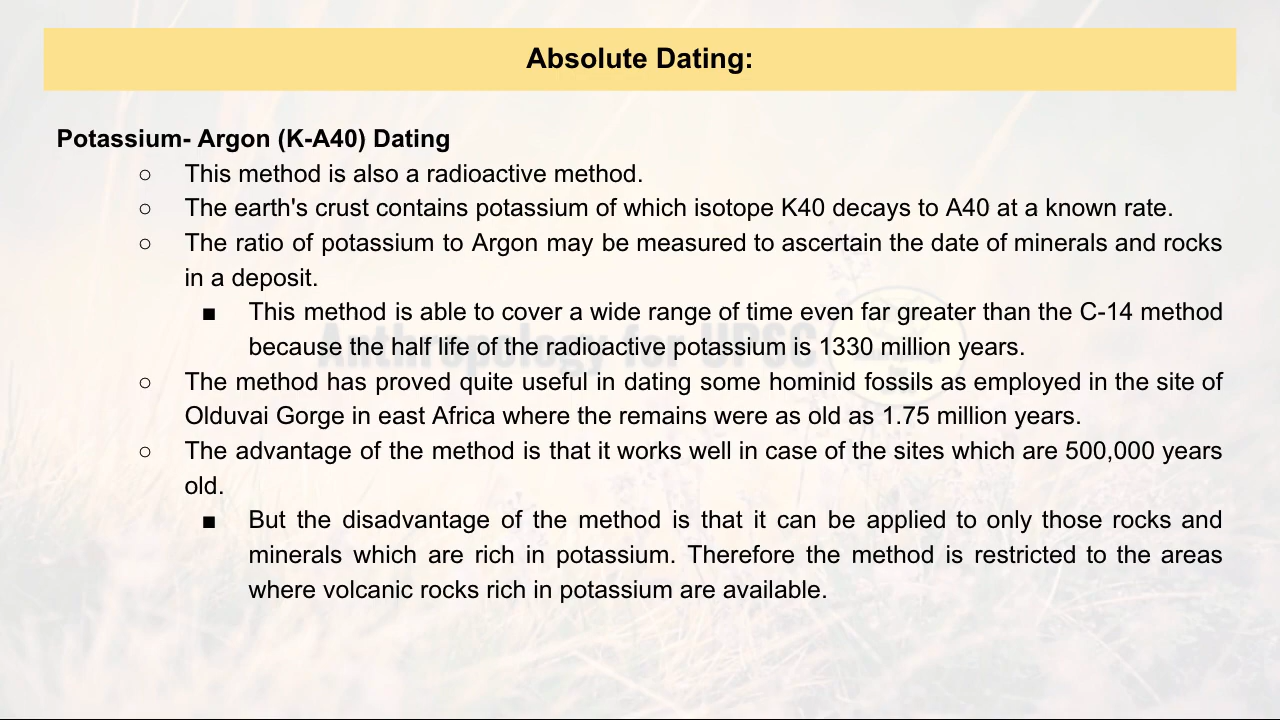 Absolute Dating:
Potassium- Argon (K-A40) Dating
○ This method is also a radioactive method.
○ The earth's crust contains potassium of which isotope K40 decays to A40 at a known rate.
○ The ratio of potassium to Argon may be measured to ascertain the date of minerals and rocks
in a deposit.
■ This method is able to cover a wide range of time even far greater than the C-14 method
because the half life of the radioactive potassium is 1330 million years.
Anthropology for UPSC
○ The method has proved quite useful in dating some hominid fossils as employed in the site of
Olduvai Gorge in east Africa where the remains were as old as 1.75 million years.
○ The advantage of the method is that it works well in case of the sites which are 500,000 years
old.
■ But the disadvantage of the method is that it can be applied to only those rocks and
minerals which are rich in potassium. Therefore the method is restricted to the areas
where volcanic rocks rich in potassium are available.